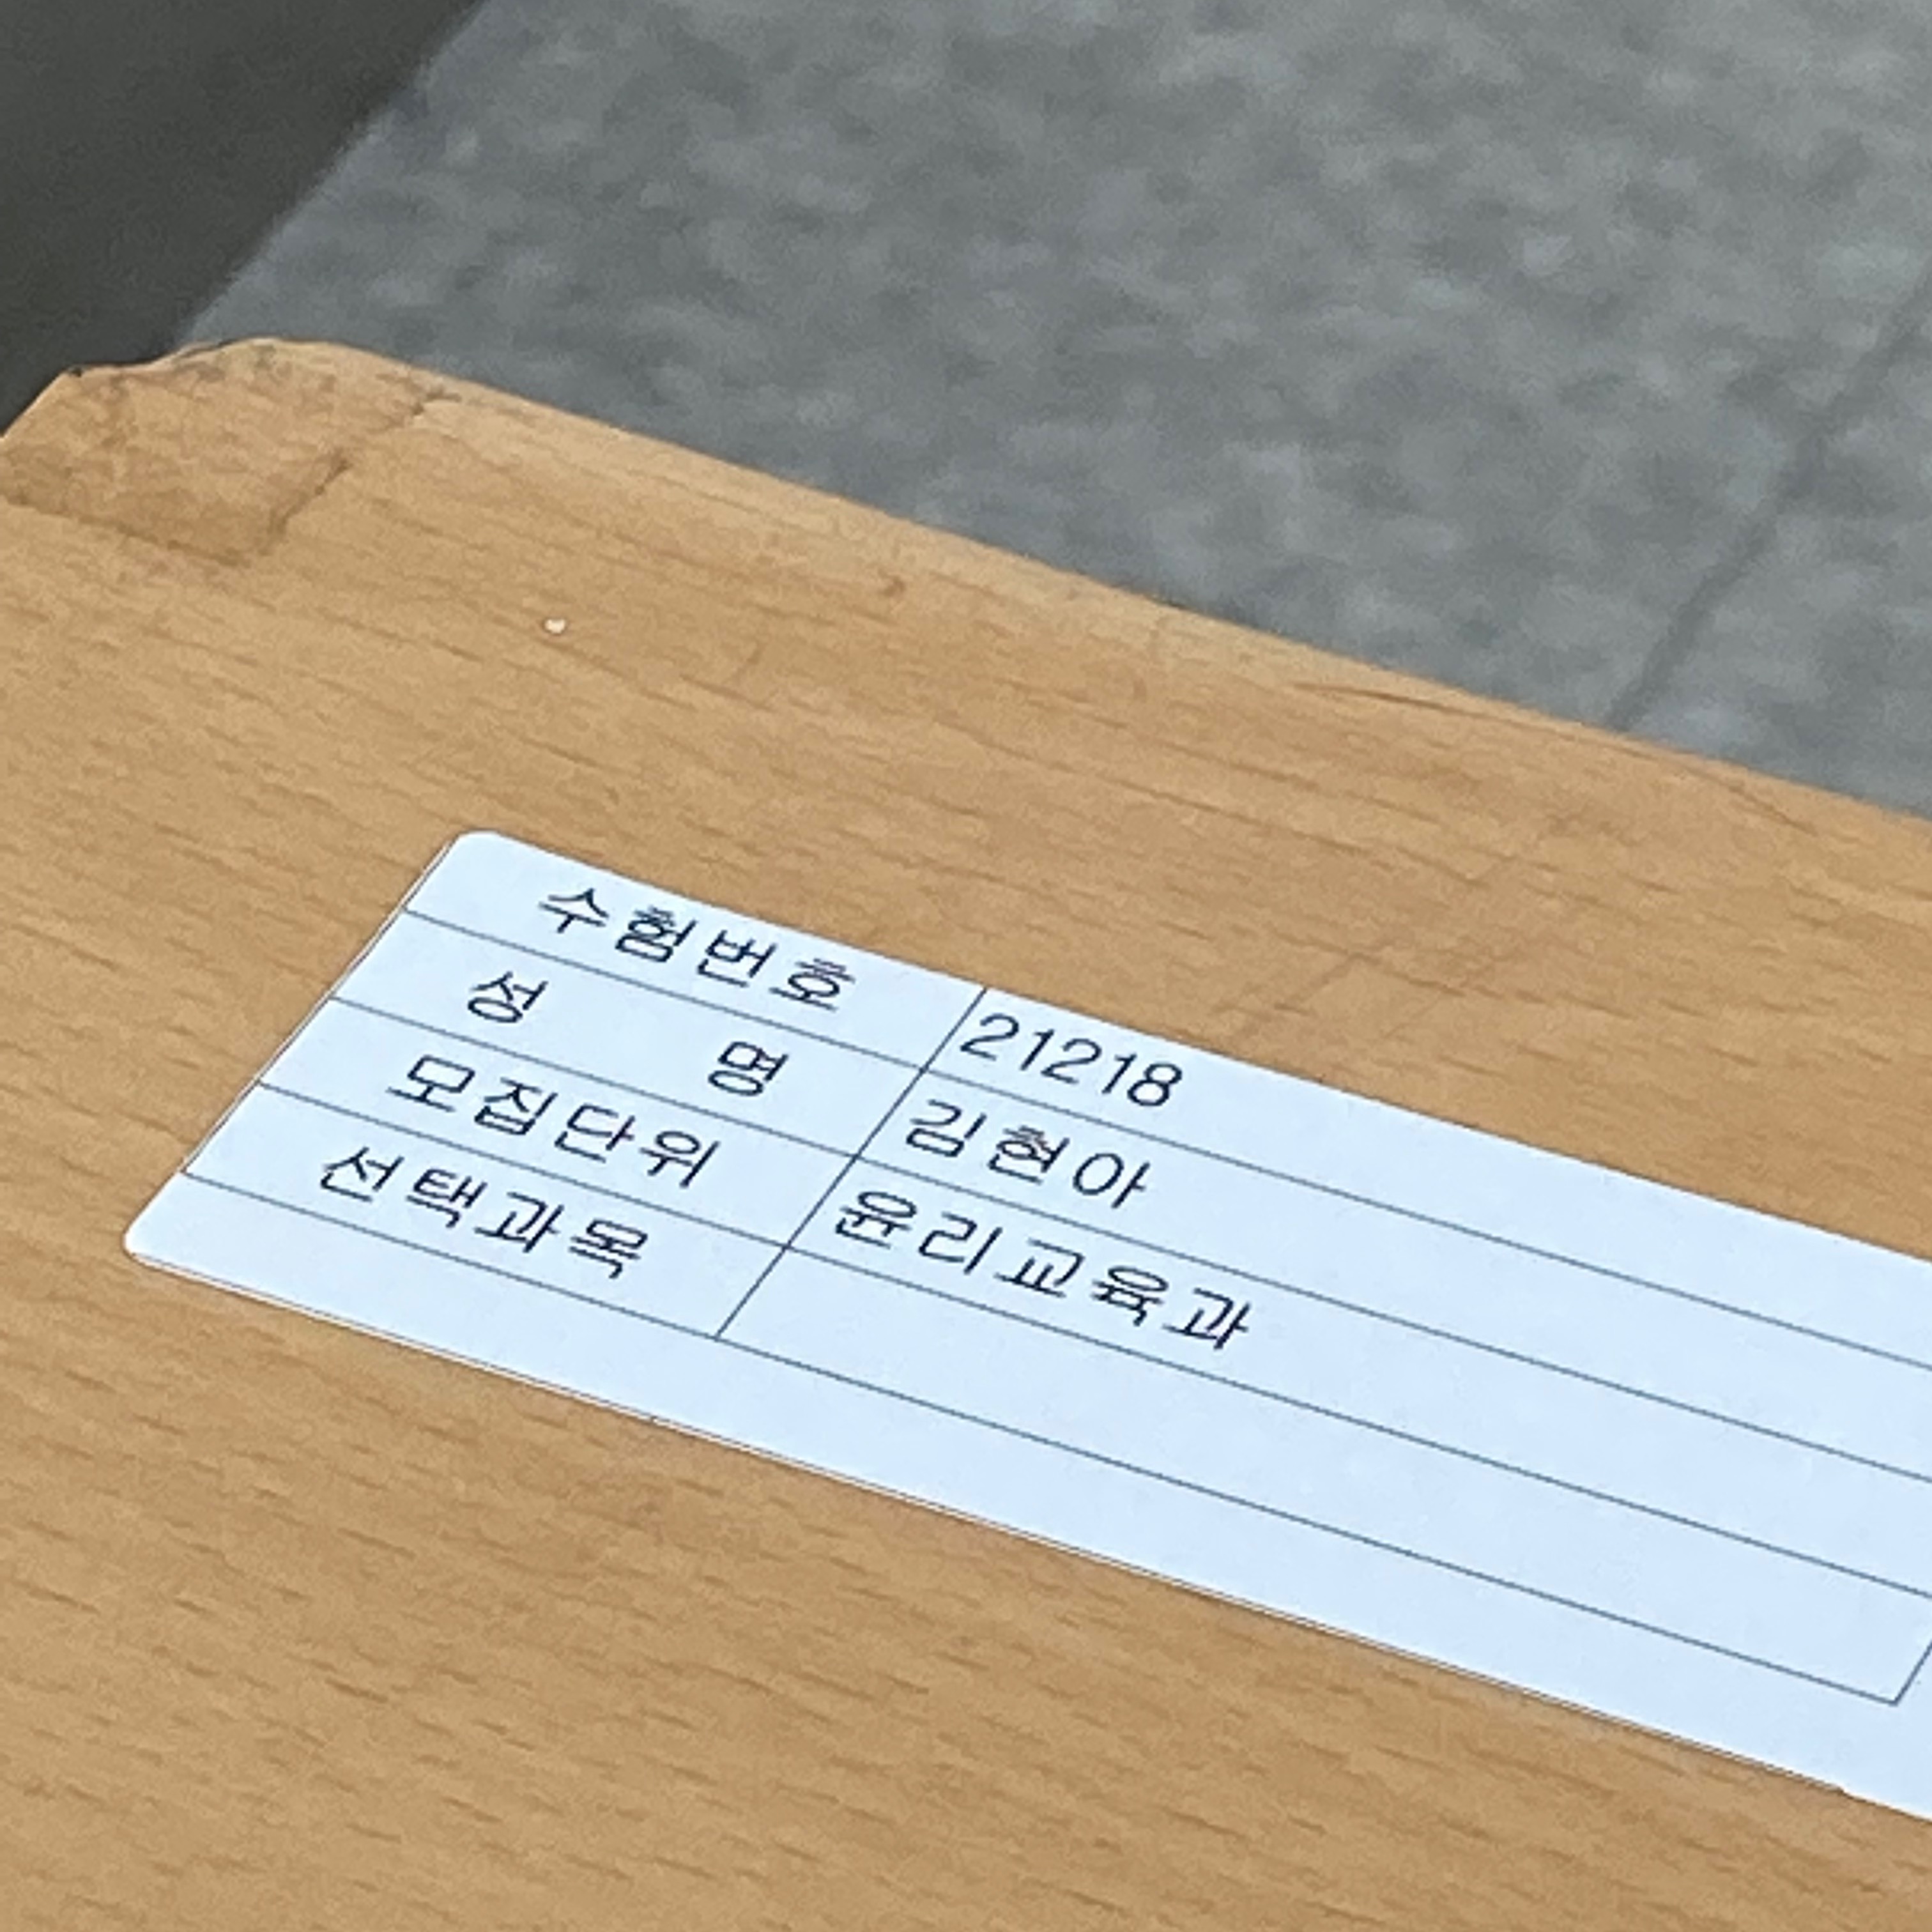 수험번호 21218
성 명 김현아
모집단위 윤리교육과
선택과목